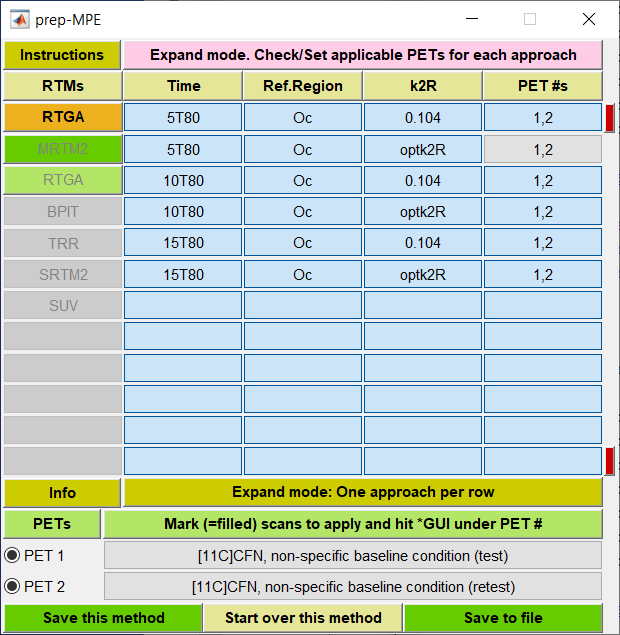 prep-MPE
Instructions Expand mode. Check/Set applicable PETs for each approach
RTMs Time Ref.Region k2R PET #s
RTGA 5T80 Oc 0.104 1,2
MRTM2 5T80 Oc optk2R 1,2
RTGA 10T80 Oc 0.104 1,2
BPIT 10T80 Oc optk2R 1,2
TRR 15T80 Oc 0.104 1,2
SRTM2 15T80 Oc optk2R 1,2
SUV
Info Expand mode: One approach per row
PETs Mark (=filled) scans to apply and hit *GUI under PET #
PET 1 [11C]CFN, non-specific baseline condition (test)
PET 2 [11C]CFN, non-specific baseline condition (retest)
Save this method Start over this method Save to file